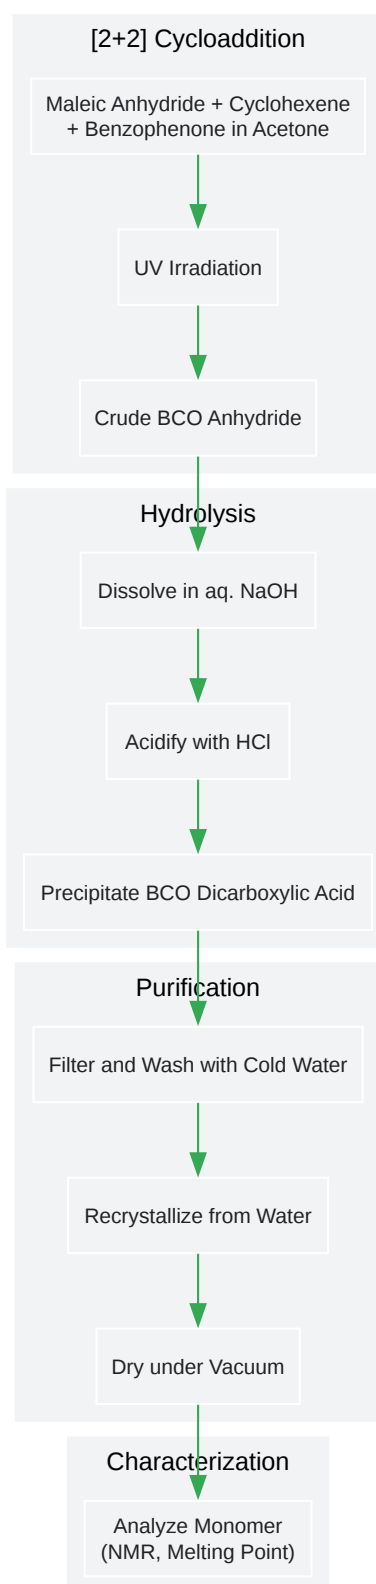 [2+2] Cycloaddition
Maleic Anhydride + Cyclohexene
+ Benzophenone in Acetone
UV Irradiation
Crude BCO Anhydride
Hydrolysis
Dissolve in aq. NaOH
Acidify with HCl
Precipitate BCO Dicarboxylic Acid
Purification
Filter and Wash with Cold Water
Recrystallize from Water
Dry under Vacuum
Characterization
Analyze Monomer
(NMR, Melting Point)